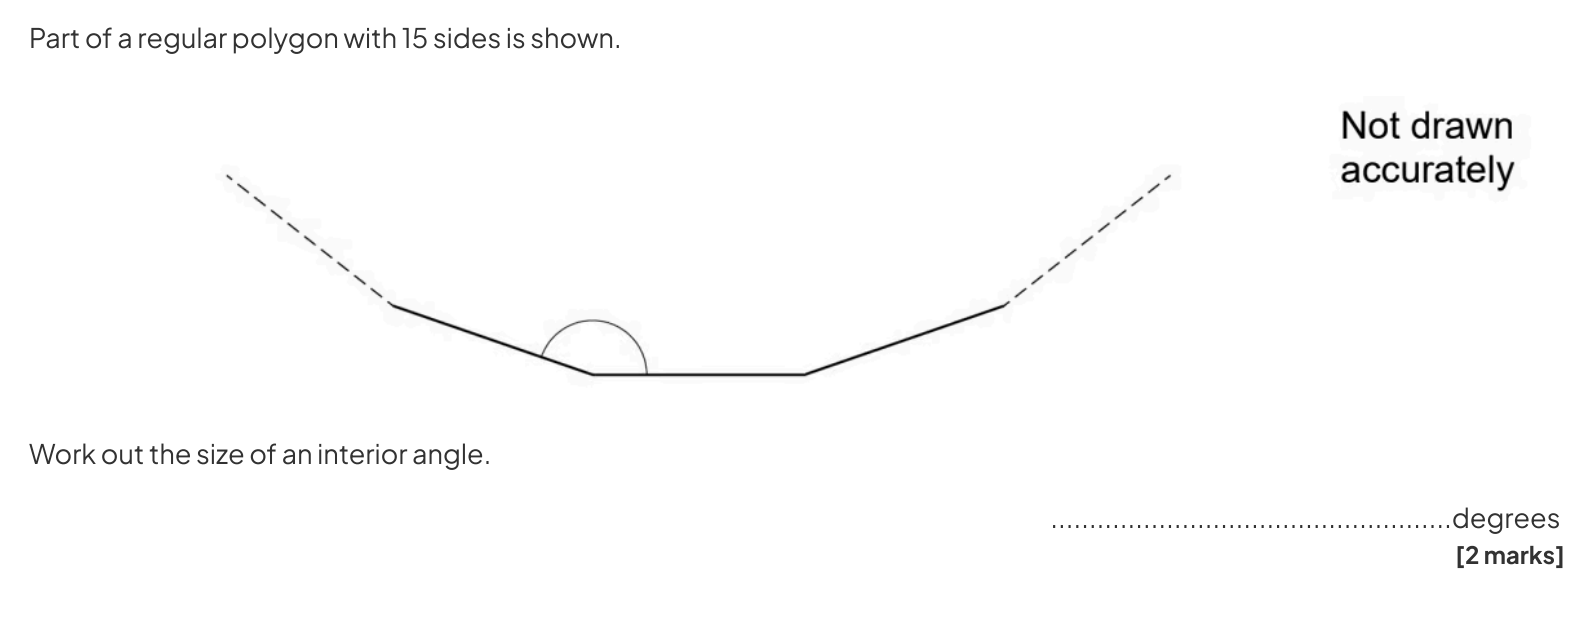 Part of a regular polygon with 15 sides is shown.
Not drawn
accurately
Work out the size of an interior angle.
....................................................degrees
[2 marks]